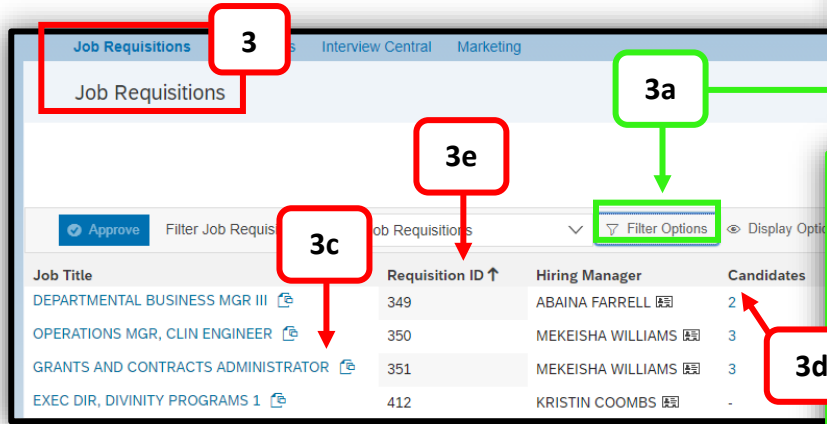 Job Requisitions 3 s Interview Central Marketing
Job Requisitions
3a
3e
Approve Filter Job Requis 3c ob Requisitions Filter Options Display Optio
Job Title Requisition ID↑ Hiring Manager Candidates
DEPARTMENTAL BUSINESS MGR III 349 ABAINA FARRELL 2
OPERATIONS MGR, CLIN ENGINEER 350 MEKEISHA WILLIAMS 3
GRANTS AND CONTRACTS ADMINISTRATOR 351 MEKEISHA WILLIAMS 3 3d
EXEC DIR, DIVINITY PROGRAMS 1 412 KRISTIN COOMBS -